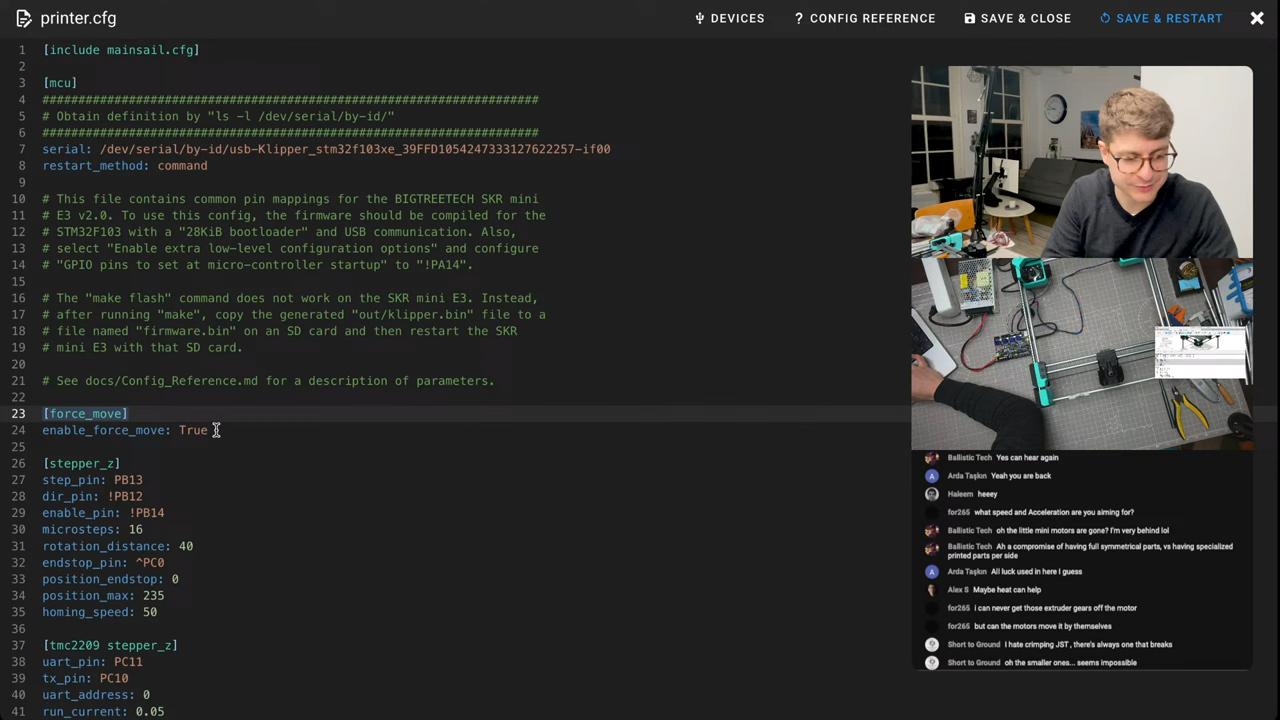 printer.cfg
DEVICES
? CONFIG REFERENCE
SAVE & CLOSE
SAVE & RESTART
1 [include mainsail.cfg]
2
3 [mcu]
4 #####################################################################
5 # Obtain definition by "ls -l /dev/serial/by-id/"
6 #####################################################################
7 serial: /dev/serial/by-id/usb-Klipper_stm32f103xe_39FFD1054247333127622257-if00
8 restart_method: command
9
10 # This file contains common pin mappings for the BIGTREETECH SKR mini
11 # E3 v2.0. To use this config, the firmware should be compiled for the
12 # STM32F103 with a "28KiB bootloader" and USB communication. Also,
13 # select "Enable extra low-level configuration options" and configure
14 # "GPIO pins to set at micro-controller startup" to "!PA14".
15
16 # The "make flash" command does not work on the SKR mini E3. Instead,
17 # after running "make", copy the generated "out/klipper.bin" file to a
18 # file named "firmware.bin" on an SD card and then restart the SKR
19 # mini E3 with that SD card.
20
21 # See docs/Config_Reference.md for a description of parameters.
22
23 [force_move]
24 enable_force_move: True
25
26 [stepper_z]
27 step_pin: PB13
28 dir_pin: !PB12
29 enable_pin: !PB14
30 microsteps: 16
31 rotation_distance: 40
32 endstop_pin: ^PC0
33 position_endstop: 0
34 position_max: 235
35 homing_speed: 50
36
37 [tmc2209 stepper_z]
38 uart_pin: PC11
39 tx_pin: PC10
40 uart_address: 0
41 run_current: 0.05
Ballistic Tech Yes can hear again
A Arda Taşkın Yeah you are back
Haleem heeey
for265 what speed and Acceleration are you aiming for?
Ballistic Tech oh the little mini motors are gone? I'm very behind lol
Ballistic Tech Ah a compromise of having full symmetrical parts, vs having specialized
printed parts per side
A Arda Taşkın All luck used in here I guess
Alex S Maybe heat can help
for265 i can never get those extruder gears off the motor
for265 but can the motors move it by themselves
Short to Ground I hate crimping JST , there's always one that breaks
Short to Ground oh the smaller ones... seems impossible